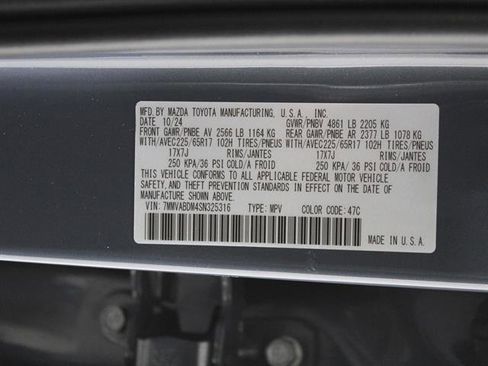 MFD. BY MAZDA TOYOTA MANUFACTURING, U.S.A., INC.
DATE 10/24 GVWR/PNBV 4861 LB 2205 KG
FRONT GAWR/PNBE AV 2566 LB 1164 KG REAR GAWR/PNBE AR 2377 LB 1078 KG
WITH/AVEC225/65R17 102H TIRES/PNEUS WITH/AVEC225/65R17 102H TIRES/PNEUS
17X7J RIMS/JANTES 17X7J RIMS/JANTES
250 KPA/36 PSI COLD/A FROID 250 KPA/36 PSI COLD/A FROID
THIS VEHICLE CONFORMS TO ALL APPLICABLE FEDERAL MOTOR VEHICLE
SAFETY, AND THEFT PREVENTION STANDARDS IN EFFECT ON THE DATE OF
MANUFACTURE SHOWN ABOVE.
VIN: 7MMVABDM4SN325316 TYPE: MPV COLOR CODE: 47C
MADE IN U.S.A.